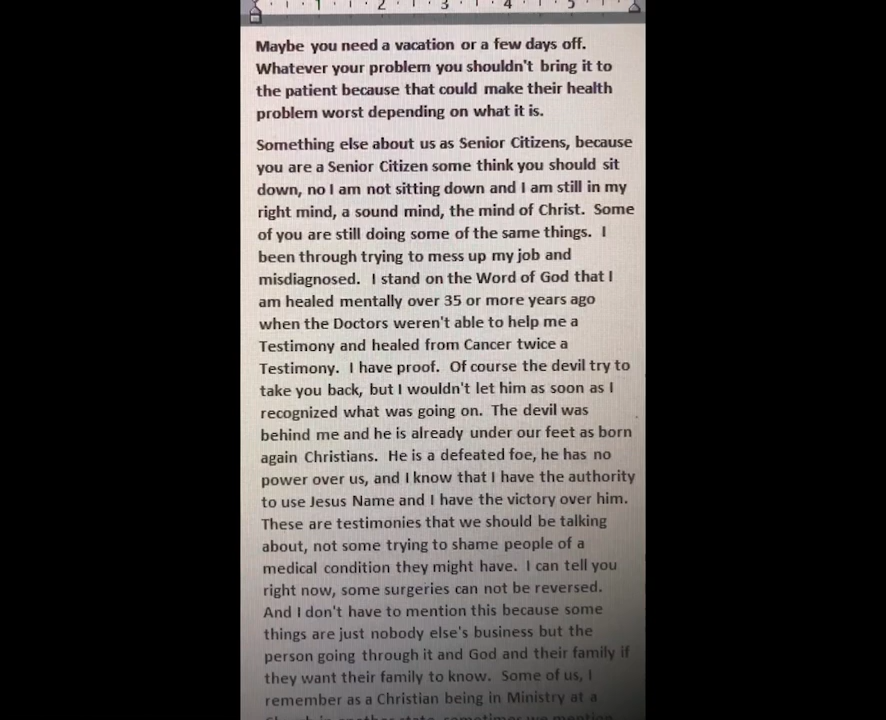 1 2 3 4 5
Maybe you need a vacation or a few days off.
Whatever your problem you shouldn't bring it to
the patient because that could make their health
problem worst depending on what it is.
Something else about us as Senior Citizens, because
you are a Senior Citizen some think you should sit
down, no I am not sitting down and I am still in my
right mind, a sound mind, the mind of Christ. Some
of you are still doing some of the same things. I
been through trying to mess up my job and
misdiagnosed. I stand on the Word of God that I
am healed mentally over 35 or more years ago
when the Doctors weren't able to help me a
Testimony and healed from Cancer twice a
Testimony. I have proof. Of course the devil try to
take you back, but I wouldn't let him as soon as I
recognized what was going on. The devil was
behind me and he is already under our feet as born
again Christians. He is a defeated foe, he has no
power over us, and I know that I have the authority
to use Jesus Name and I have the victory over him.
These are testimonies that we should be talking
about, not some trying to shame people of a
medical condition they might have. I can tell you
right now, some surgeries can not be reversed.
And I don't have to mention this because some
things are just nobody else's business but the
person going through it and God and their family if
they want their family to know. Some of us, I
remember as a Christian being in Ministry at a